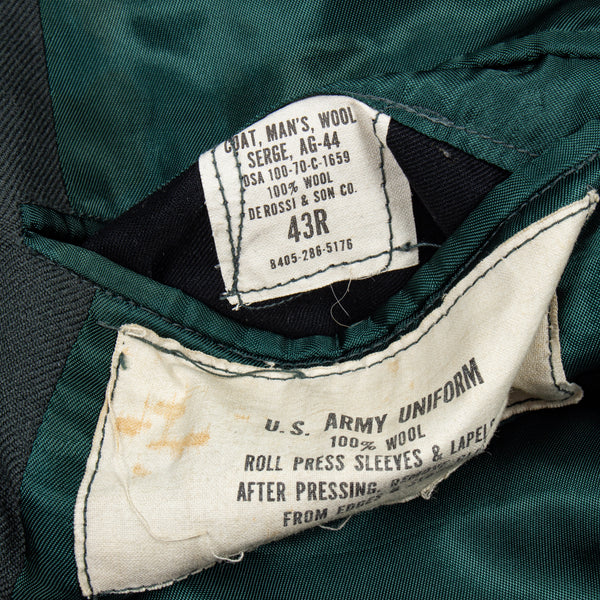 COAT, MAN'S, WOOL
SERGE, AG-44
DSA 100-70-C-1659
100% WOOL
DEROSSI & SON CO.
43R
8405-286-5176
U.S. ARMY UNIFORM
100% WOOL
ROLL PRESS SLEEVES & LAPELS
AFTER PRESSING,
FROM EDGES &